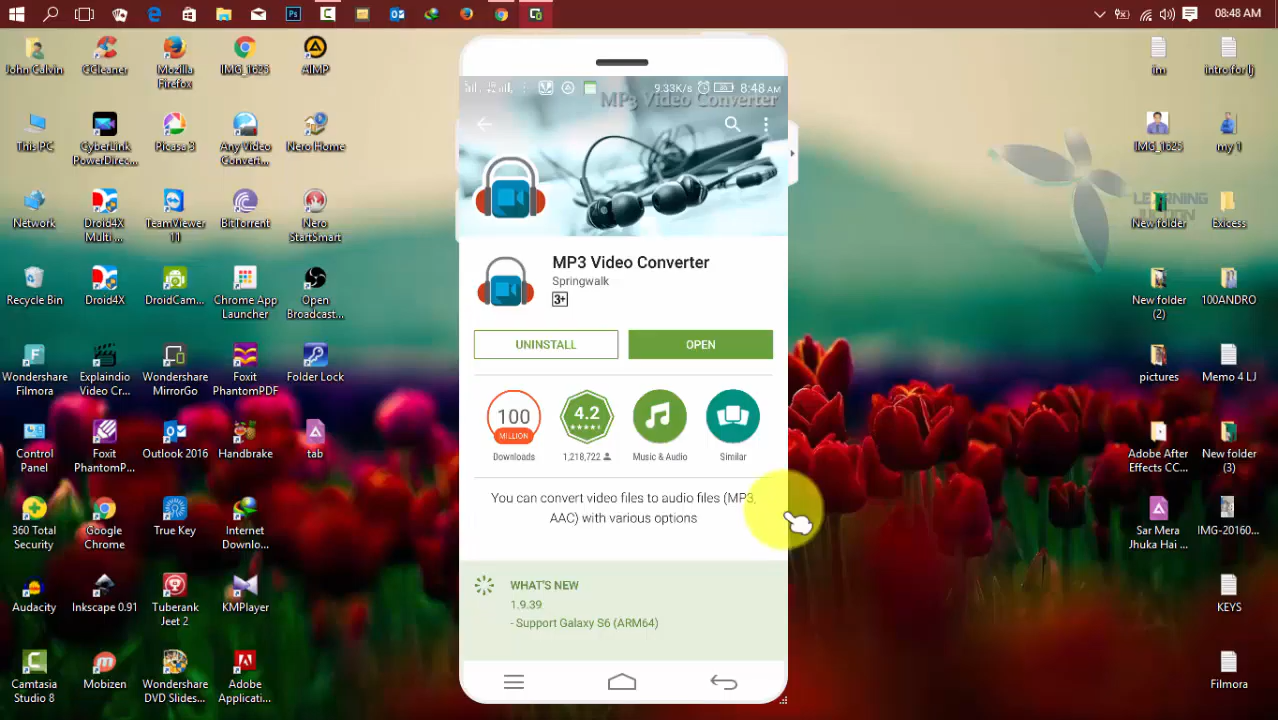 08:48 AM
John Calvin
CCleaner
Mozilla
Firefox
IMG_1625
AIMP
This PC
CyberLink
PowerDirec...
Picasa 3
Any Video
Convert...
Nero Home
Network
Droid4X
Multi ...
TeamViewer
11
BitTorrent
Nero
StartSmart
Recycle Bin
Droid4X
DroidCam...
Chrome App
Launcher
Open
Broadcast...
Wondershare
Filmora
Explaindio
Video Cr...
Wondershare
MirrorGo
Foxit
PhantomPDF
Folder Lock
Control
Panel
Foxit
PhantomP...
Outlook 2016
Handbrake
tab
360 Total
Security
Google
Chrome
True Key
Internet
Downlo...
Audacity
Inkscape 0.91
Tuberank
Jeet 2
KMPlayer
Camtasia
Studio 8
Mobizen
Wondershare
DVD Slides...
Adobe
Applicati...
9.33K/s
8:48 AM
MP3 Video Converter
MP3 Video Converter
Springwalk
3+
UNINSTALL
OPEN
100
MILLION
Downloads
4.2
1,218,722
Music & Audio
Similar
You can convert video files to audio files (MP3,
AAC) with various options
WHAT'S NEW
1.9.39
- Support Galaxy S6 (ARM64)
LEARNING
im
intro for lj
IMG_1625
my 1
New folder
Exicess
New folder
(2)
100ANDRO
pictures
Memo 4 LJ
Adobe After
Effects CC...
New folder
(3)
Sar Mera
Jhuka Hai ...
IMG-20160...
KEYS
Filmora